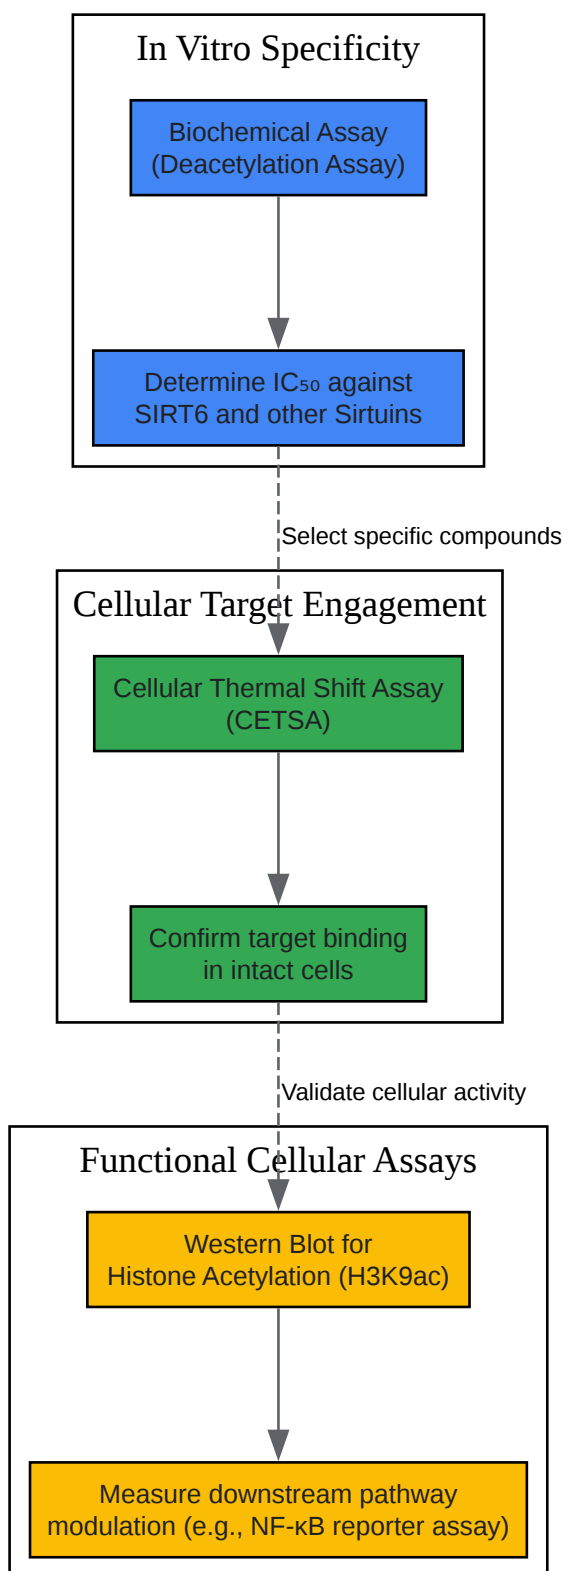 In Vitro Specificity
Biochemical Assay
(Deacetylation Assay)
Determine IC₅₀ against
SIRT6 and other Sirtuins
Select specific compounds
Cellular Target Engagement
Cellular Thermal Shift Assay
(CETSA)
Confirm target binding
in intact cells
Validate cellular activity
Functional Cellular Assays
Western Blot for
Histone Acetylation (H3K9ac)
Measure downstream pathway
modulation (e.g., NF-κB reporter assay)